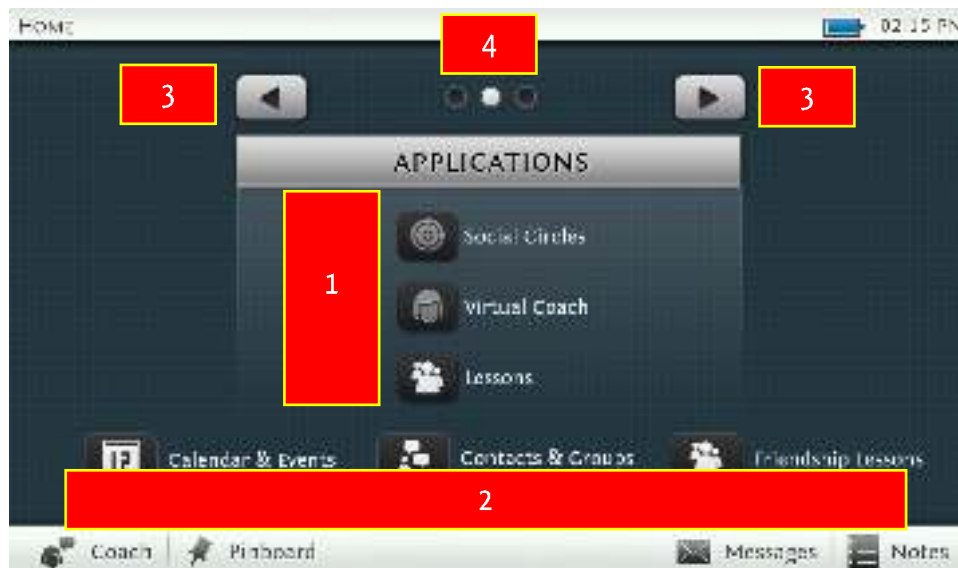 HOME 02:15 PM
4
3 3
APPLICATIONS
Social Circles
1
Virtual Coach
Lessons
12 Calendar & Events Contacts & Groups Friendship Lessons
2
Coach Pinboard Messages Notes